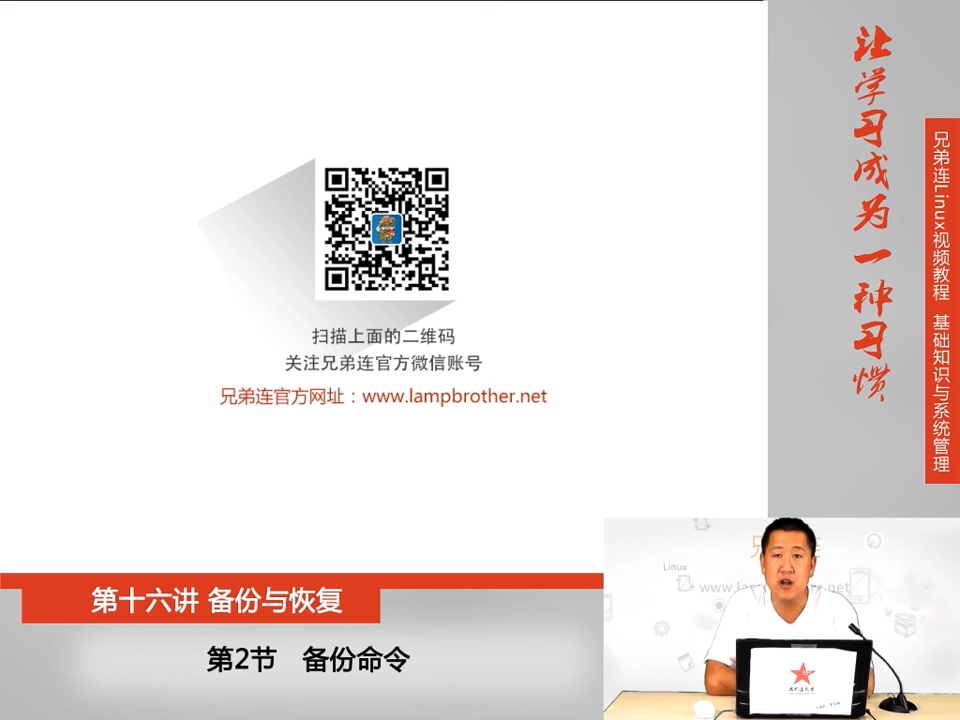 扫描上面的二维码
关注兄弟连官方微信账号
兄弟连官方网址：www.lampbrother.net
让学习成为一种习惯
兄弟连Linux视频教程 基础知识与系统管理
第十六讲 备份与恢复
第2节 备份命令
Linux